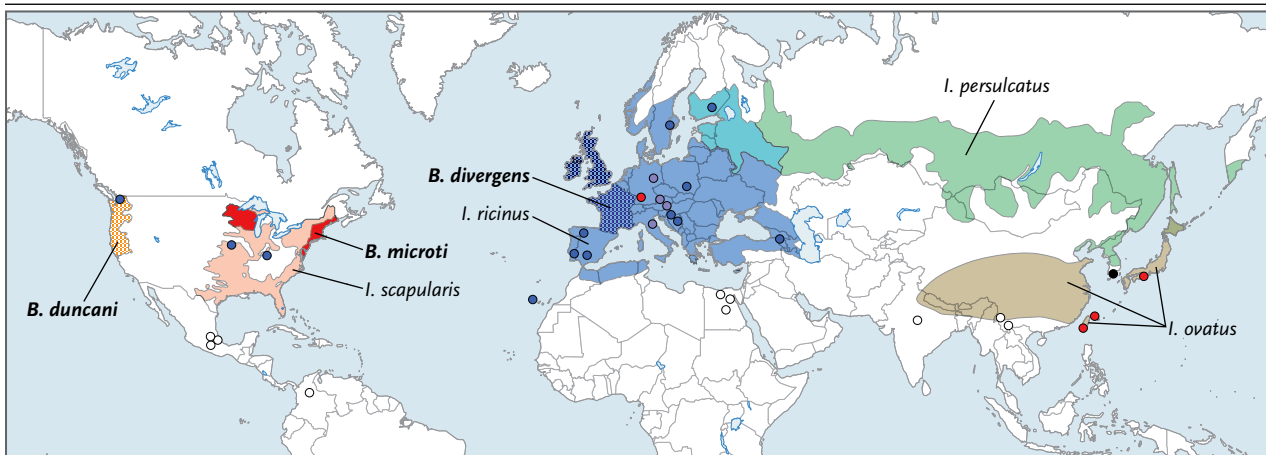 I. persulcatus
B. divergens
I. ricinus
B. microti
I. scapularis
B. duncani
I. ovatus